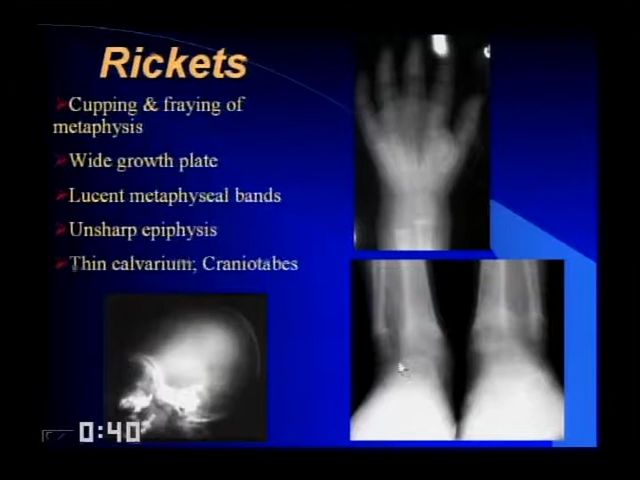 Rickets
Cupping & fraying of
metaphysis
Wide growth plate
Lucent metaphyseal bands
Unsharp epiphysis
Thin calvarium; Craniotabes
0:40